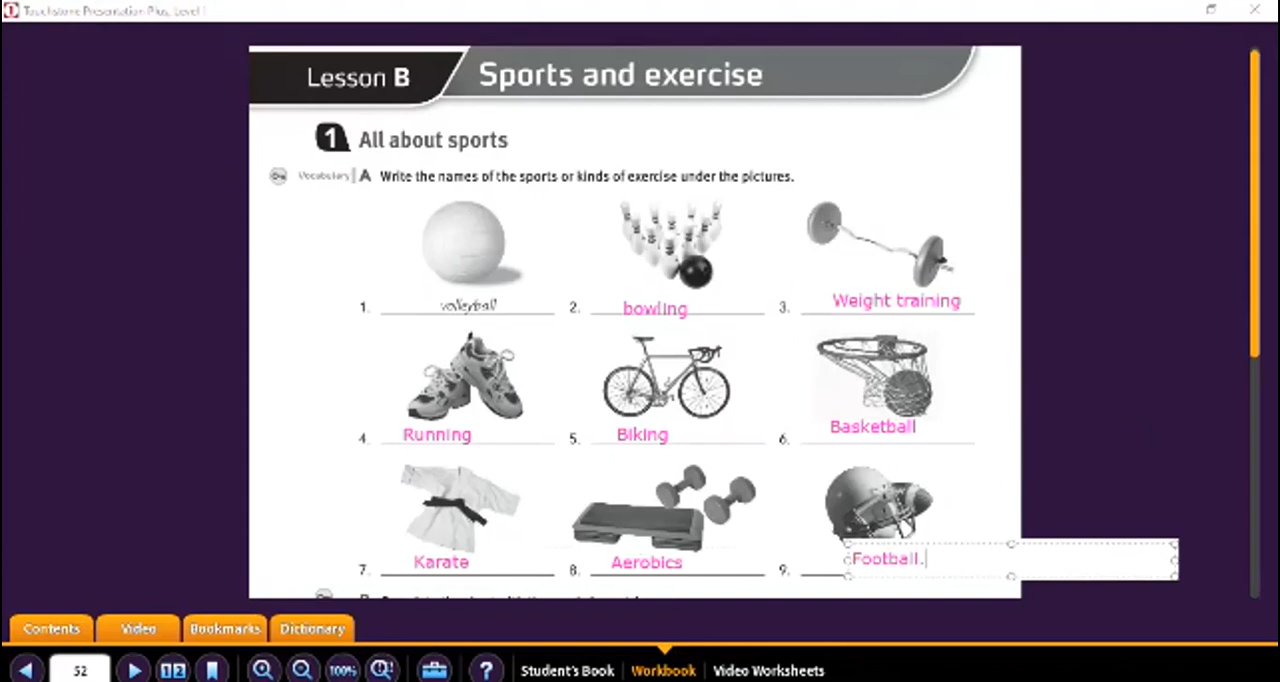 Touchstone Presentation Plus, Level 1
Lesson B Sports and exercise
1 All about sports
Vocabulary A Write the names of the sports or kinds of exercise under the pictures.
1. volleyball 2. bowling 3. Weight training
4. Running 5. Biking 6. Basketball
7. Karate 8. Aerobics 9. Football.
Contents Video Bookmarks Dictionary
52 1 2 100% ? Student's Book Workbook Video Worksheets